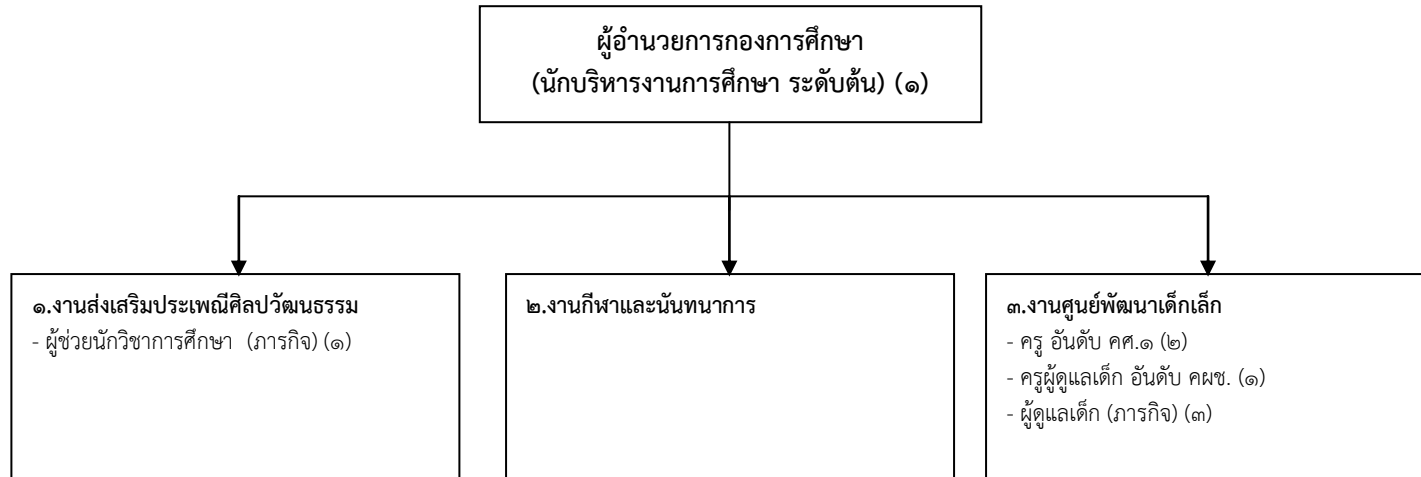 ผู้อำนวยการกองการศึกษา
(นักบริหารงานการศึกษา ระดับต้น) (๑)
๑.งานส่งเสริมประเพณีศิลปวัฒนธรรม
- ผู้ช่วยนักวิชาการศึกษา (ภารกิจ) (๑)
๒.งานกีฬาและนันทนาการ
๓.งานศูนย์พัฒนาเด็กเล็ก
- ครู อันดับ คศ.๑ (๒)
- ครูผู้ดูแลเด็ก อันดับ คผช. (๑)
- ผู้ดูแลเด็ก (ภารกิจ) (๓)